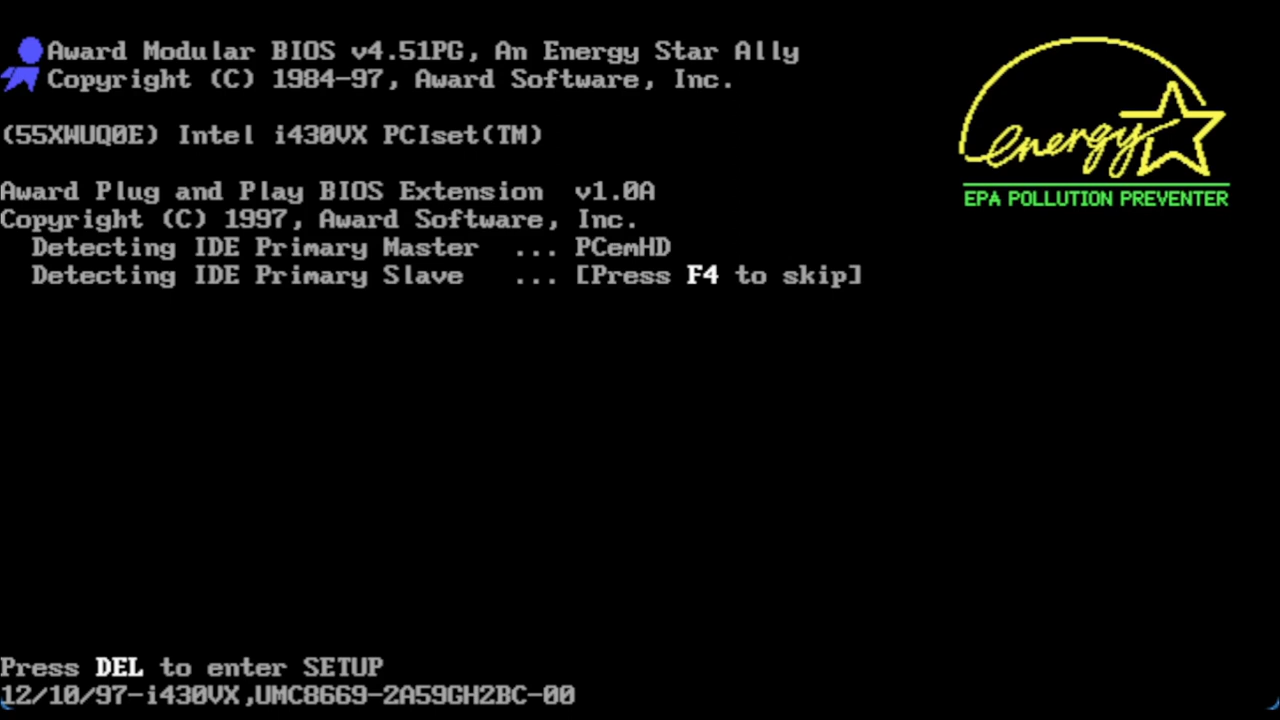 Award Modular BIOS v4.51PG, An Energy Star Ally
Copyright (C) 1984-97, Award Software, Inc.
energy
EPA POLLUTION PREVENTER
(55XWUQ0E) Intel i430VX PCIset(TM)
Award Plug and Play BIOS Extension v1.0A
Copyright (C) 1997, Award Software, Inc.
Detecting IDE Primary Master ... PCemHD
Detecting IDE Primary Slave ... [Press F4 to skip]
Press DEL to enter SETUP
12/10/97-i430VX,UMC8669-2A59GH2BC-00